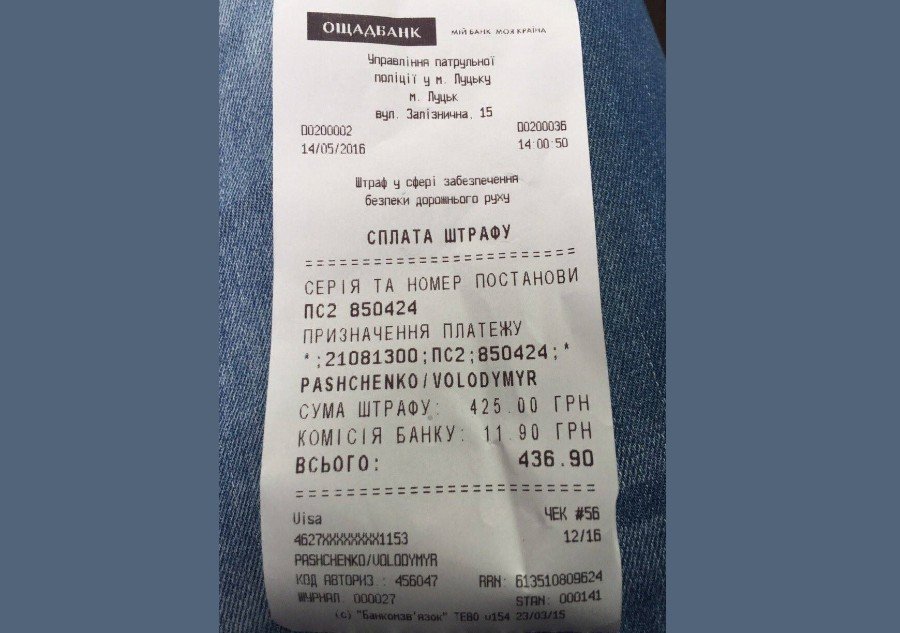 ОЩАДБАНК МІЙ БАНК МОЯ КРАЇНА
Управління патрульної
поліції у м. Луцьку
м. Луцьк
вул. Залізнична, 15
D0200002 D0200036
14/05/2016 14:00:50
Штраф у сфері забезпечення
безпеки дорожнього руху
СПЛАТА ШТРАФУ
==============================
СЕРІЯ ТА НОМЕР ПОСТАНОВИ
ПС2 850424
ПРИЗНАЧЕННЯ ПЛАТЕЖУ
*;21081300;ПС2;850424;*
PASHCHENKO/VOLODYMYR
СУМА ШТРАФУ: 425.00 ГРН
КОМІСІЯ БАНКУ: 11.90 ГРН
ВСЬОГО: 436.90
==============================
Visa ЧЕК #56
4627XXXXXXXX1153 12/16
PASHCHENKO/VOLODYMYR
КОД АВТОРИЗ.: 456047 RRN: 613510809624
ЖУРНАЛ: 000027 STAN: 000141
(c) "Банкомзв'язок" TE80 v154 23/03/15